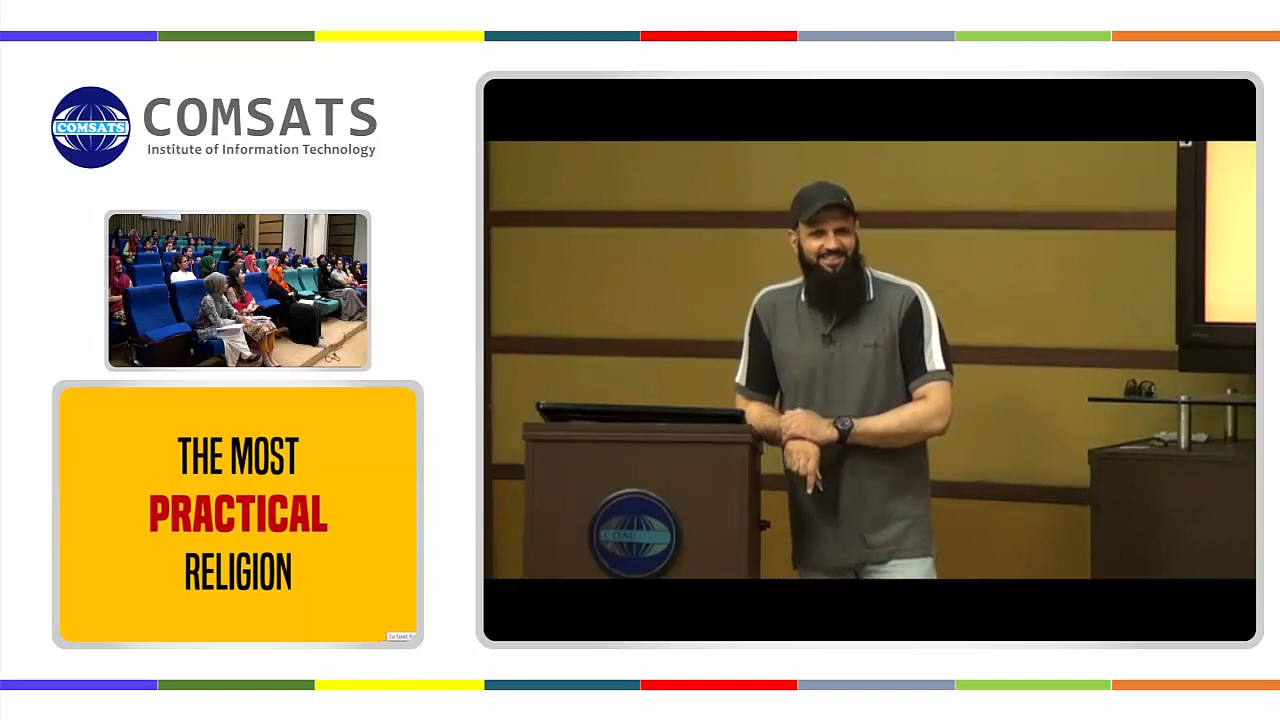 COMSATS
COMSATS
Institute of Information Technology
THE MOST
PRACTICAL
RELIGION